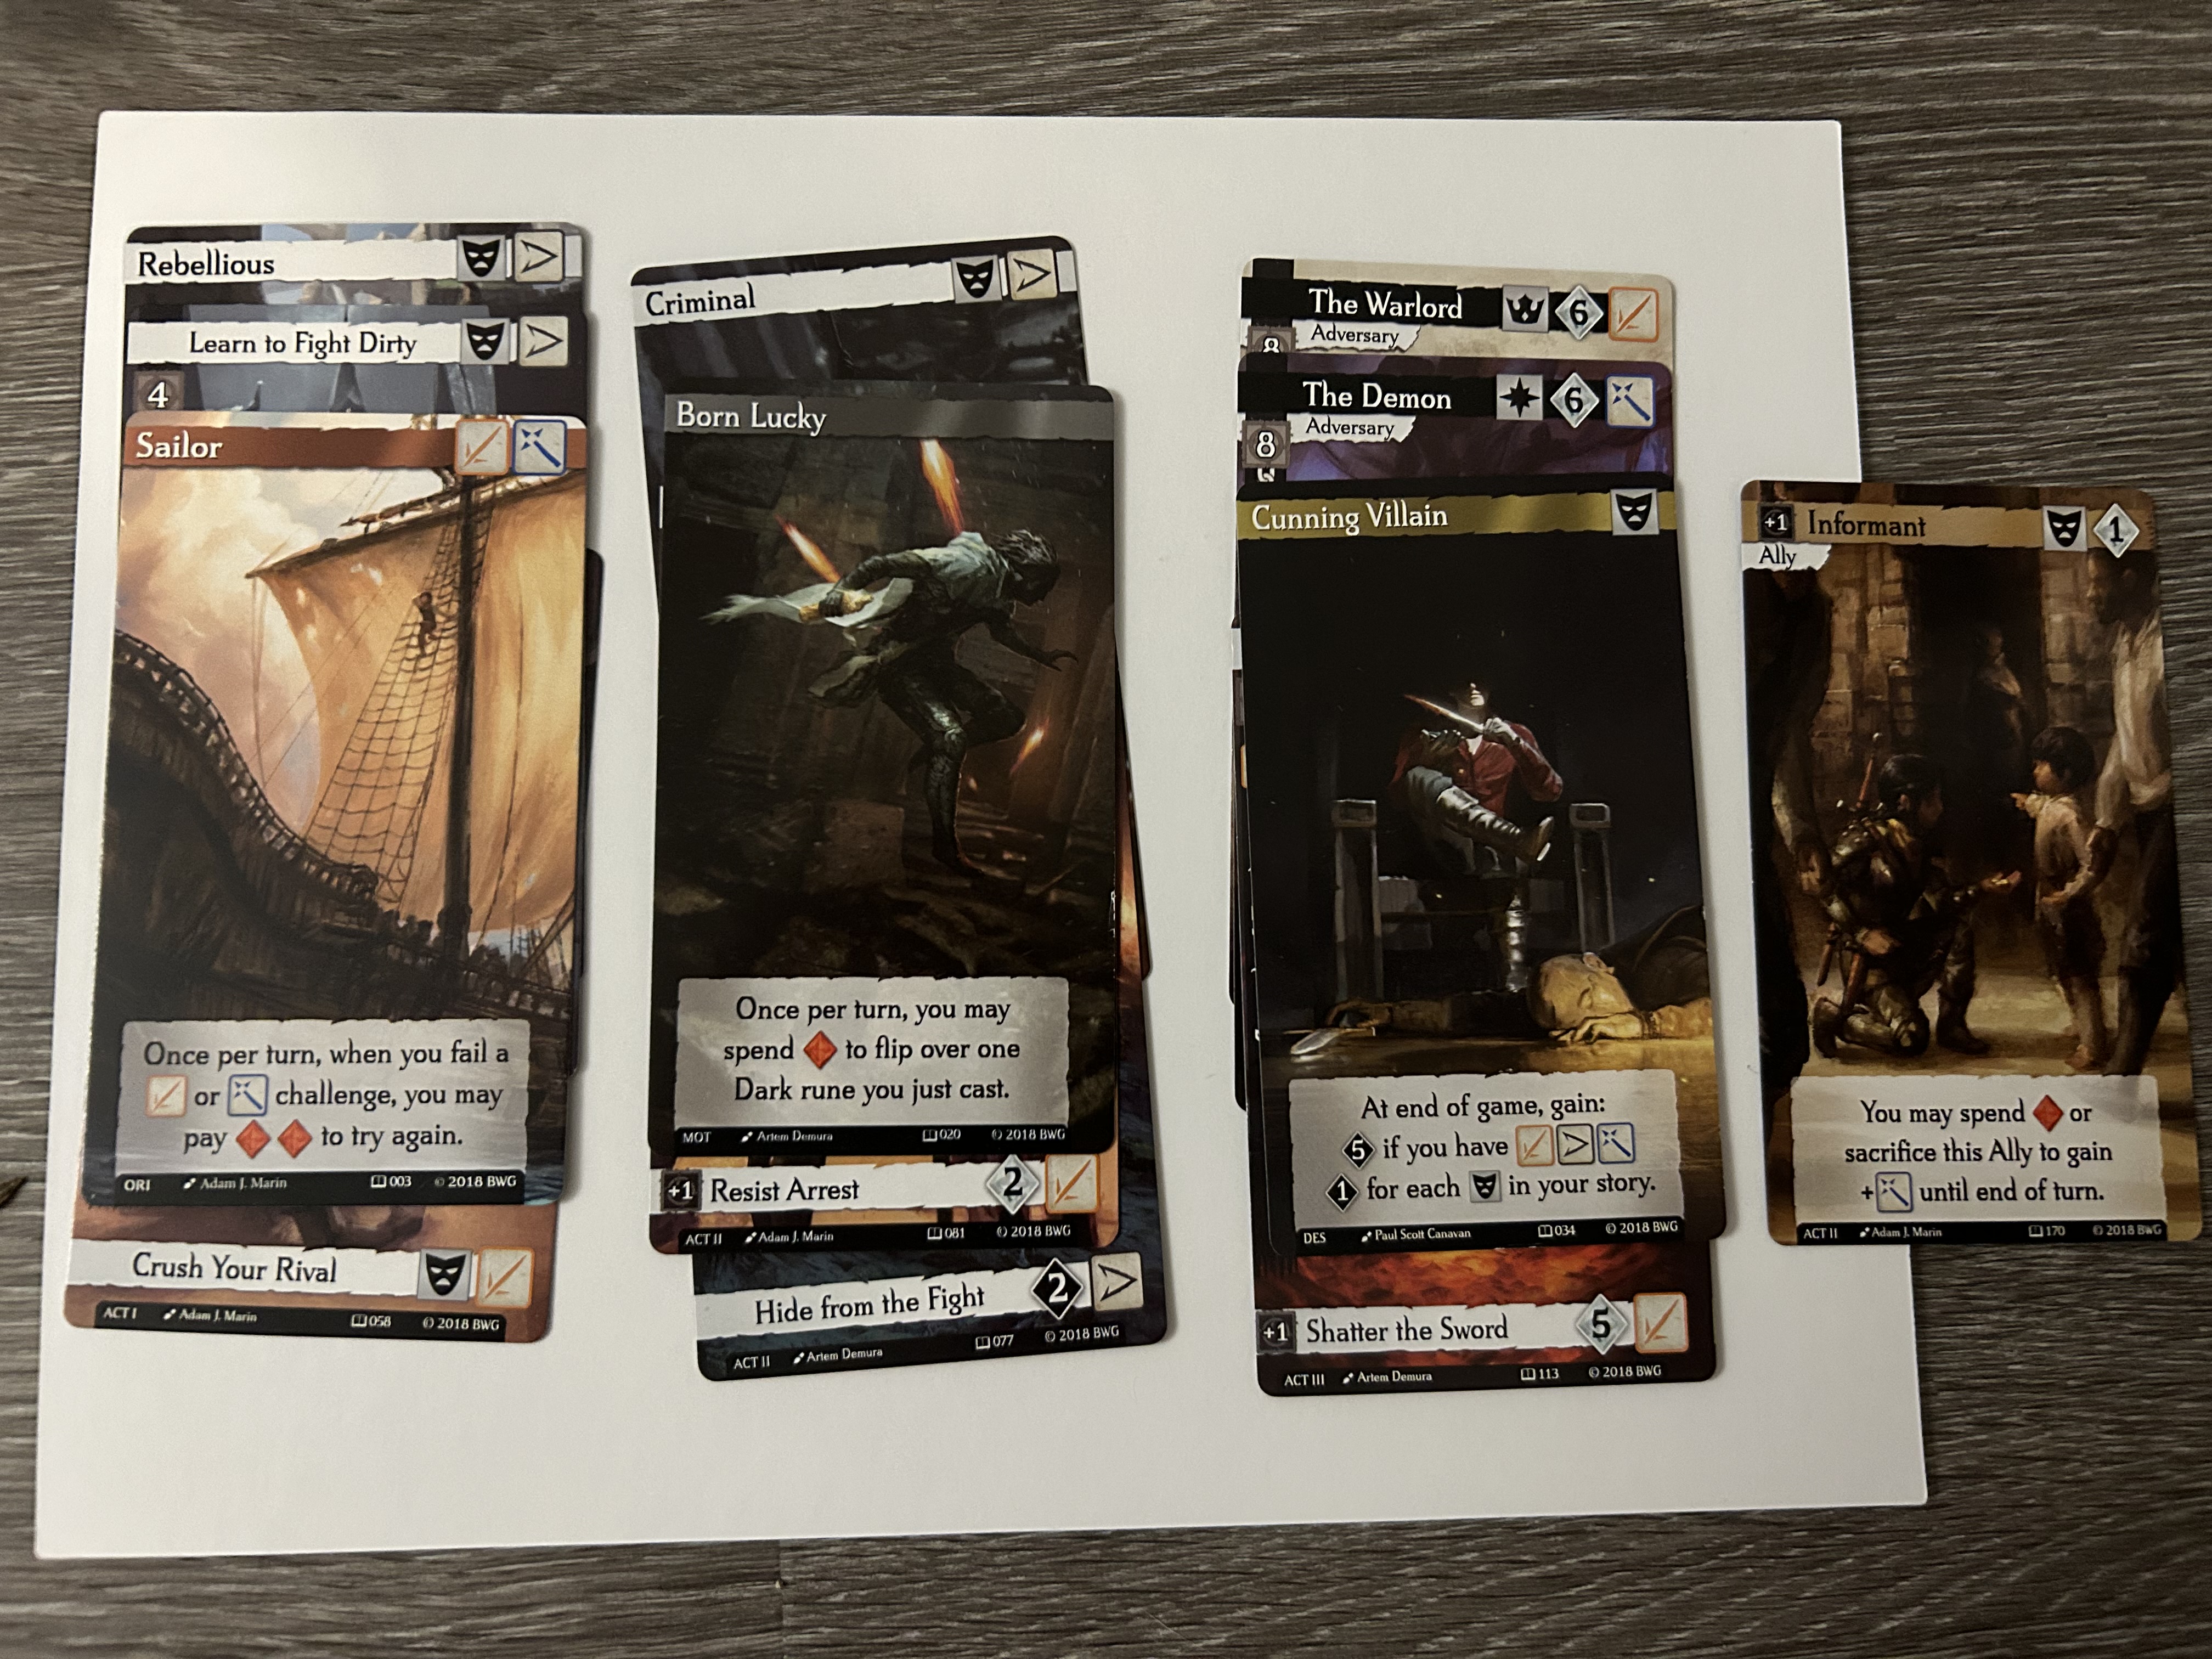 Rebellious
Learn to Fight Dirty
4
Sailor
Once per turn, when you fail a
or challenge, you may
pay to try again.
ORI Adam J. Marin 003 © 2018 BWG
Crush Your Rival
ACT I Adam J. Marin 058 © 2018 BWG
Criminal
Born Lucky
Once per turn, you may
spend to flip over one
Dark rune you just cast.
MOT Artem Demura 020 © 2018 BWG
+1 Resist Arrest 2
ACT II Adam J. Marin 081 © 2018 BWG
Hide from the Fight 2
ACT II Artem Demura 077 © 2018 BWG
The Warlord 6
8
Adversary
The Demon 6
8
Adversary
Cunning Villain
At end of game, gain:
5 if you have
1 for each in your story.
DES Paul Scott Canavan 034 © 2018 BWG
+1 Shatter the Sword 5
ACT III Artem Demura 113 © 2018 BWG
+1 Informant 1
Ally
You may spend or
sacrifice this Ally to gain
+ until end of turn.
ACT II Adam J. Marin 170 © 2018 BWG